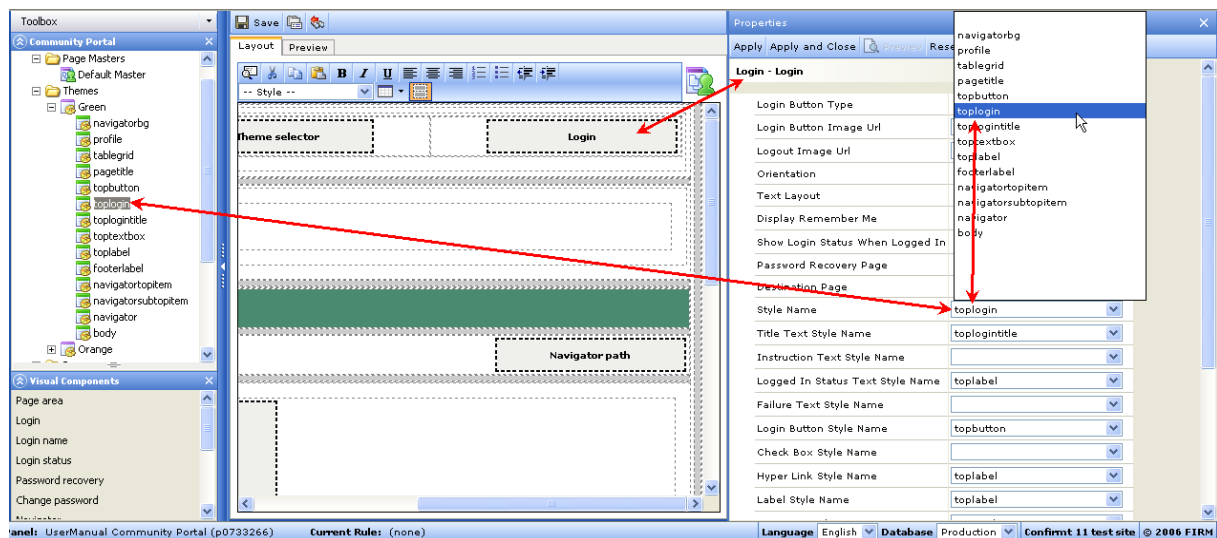 Toolbox
Community Portal
Page Masters
Default Master
Themes
Green
navigatorbg
profile
tablegrid
pagetitle
topbutton
toplogin
toplogintitle
toptextbox
toplabel
footerlabel
navigatortopitem
navigatorsubtopitem
navigator
body
Orange
Visual Components
Page area
Login
Login name
Login status
Password recovery
Change password
Save
Layout Preview
B I U
-- Style --
Theme selector
Login
Navigator path
Properties
Apply Apply and Close Preview Rese
Login - Login
Login Button Type
Login Button Image Url
Logout Image Url
Orientation
Text Layout
Display Remember Me
Show Login Status When Logged In
Password Recovery Page
Destination Page
Style Name toplogin
Title Text Style Name toplogintitle
Instruction Text Style Name
Logged In Status Text Style Name toplabel
Failure Text Style Name
Login Button Style Name topbutton
Check Box Style Name
Hyper Link Style Name toplabel
Label Style Name toplabel
navigatorbg
profile
tablegrid
pagetitle
topbutton
toplogin
toplogintitle
toptextbox
toplabel
footerlabel
navigatortopitem
navigatorsubtopitem
navigator
body
anel: UserManual Community Portal (p0733266) Current Rule: (none) Language English Database Production Confirmt 11 test site © 2006 FIRM